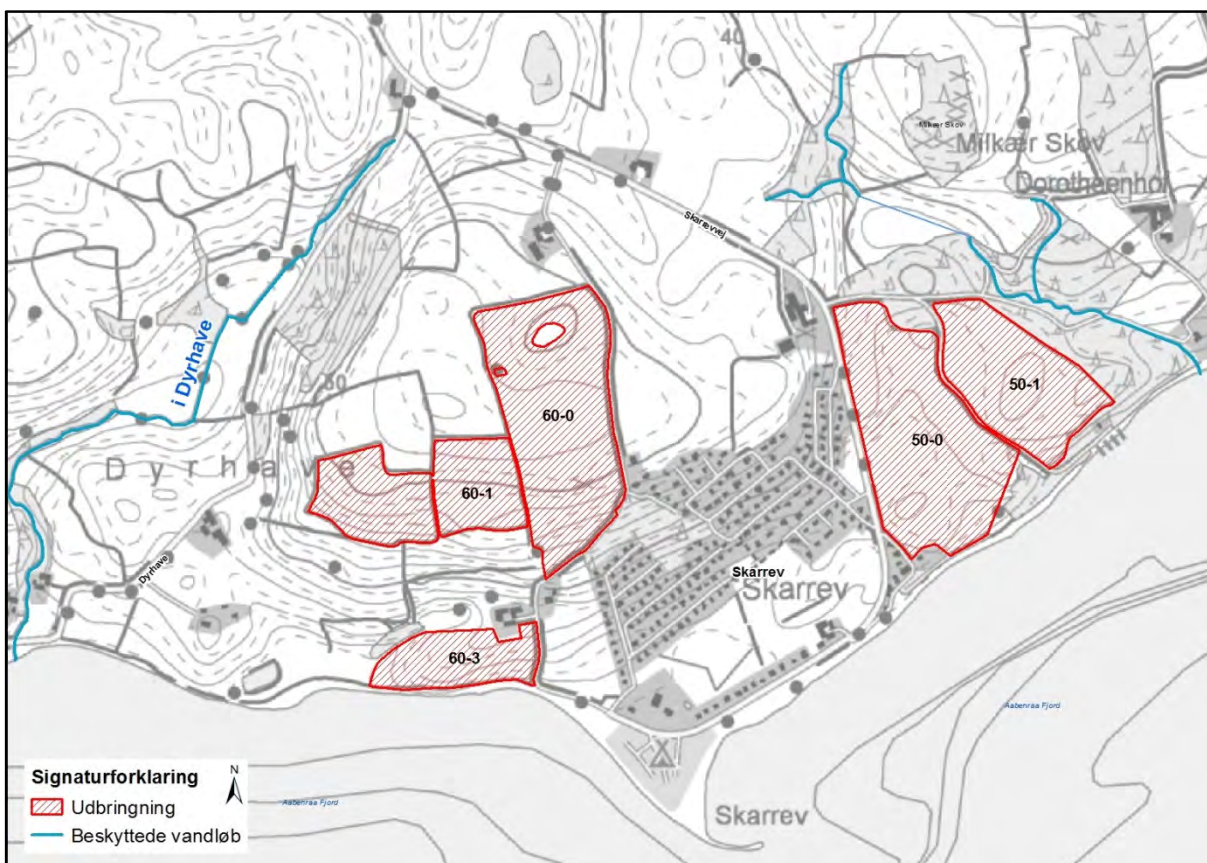 40
Milkær Skov
Milkær Skov
Dorotheenhof
Skarrevvej
i Dyrhave
50-1
60-0
50-0
Dyrhave
60-1
Skarrev
Dyrhave
Skarrev
60-3
Aabenraa Fjord
Signaturforklaring
N
Udbringning
Aabenraa Fjord
Beskyttede vandløb
Skarrev